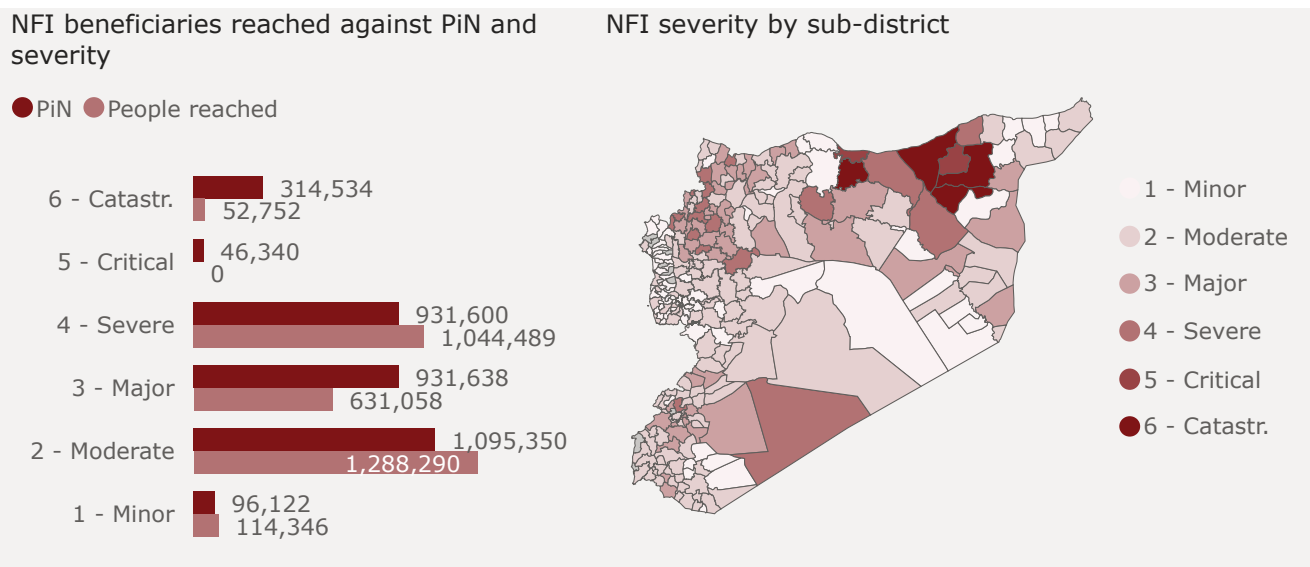 NFI beneficiaries reached against PiN and
severity
PiN People reached
6 - Catastr.
314,534
52,752
5 - Critical
46,340
0
4 - Severe
931,600
1,044,489
3 - Major
931,638
631,058
2 - Moderate
1,095,350
1,288,290
1 - Minor
96,122
114,346
NFI severity by sub-district
1 - Minor
2 - Moderate
3 - Major
4 - Severe
5 - Critical
6 - Catastr.